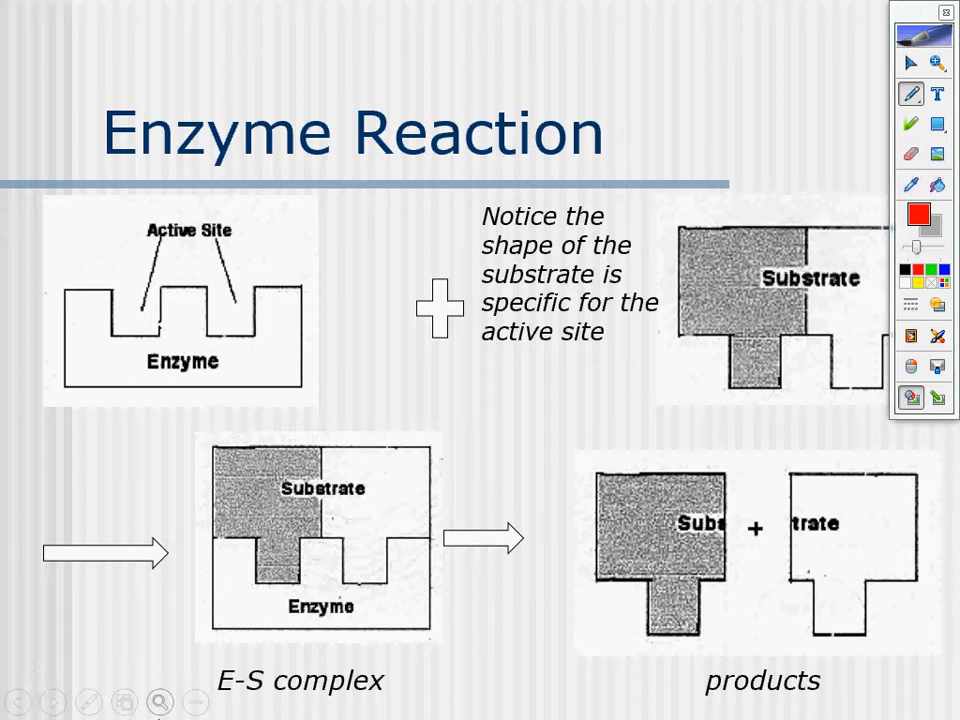 Enzyme Reaction
Active Site
Enzyme
Notice the
shape of the
substrate is
specific for the
active site
Substrate
Substrate
Enzyme
E-S complex
Subs + trate
products
T